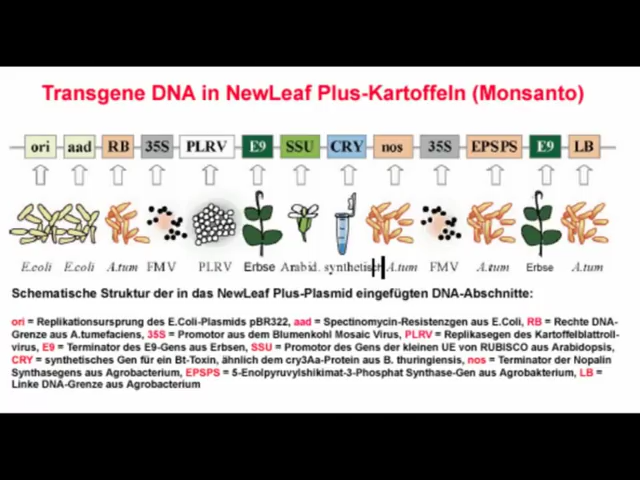 Transgene DNA in NewLeaf Plus-Kartoffeln (Monsanto)
ori aad RB 35S PLRV E9 SSU CRY nos 35S EPSPS E9 LB
E.coli E.coli A.tum FMV PLRV Erbse Arabid. synthetisch A.tum FMV A.tum Erbse A.tum
Schematische Struktur der in das NewLeaf Plus-Plasmid eingefügten DNA-Abschnitte:
ori = Replikationsursprung des E.Coli-Plasmids pBR322, aad = Spectinomycin-Resistenzgen aus E.Coli, RB = Rechte DNA-
Grenze aus A.tumefaciens, 35S = Promotor aus dem Blumenkohl Mosaic Virus, PLRV = Replikasegen des Kartoffelblattroll-
virus, E9 = Terminator des E9-Gens aus Erbsen, SSU = Promotor des Gens der kleinen UE von RUBISCO aus Arabidopsis,
CRY = synthetisches Gen für ein Bt-Toxin, ähnlich dem cry3Aa-Protein aus B. thuringiensis, nos = Terminator der Nopalin
Synthasegens aus Agrobacterium, EPSPS = 5-Enolpyruvylshikimat-3-Phosphat Synthase-Gen aus Agrobakterium, LB =
Linke DNA-Grenze aus Agrobacterium